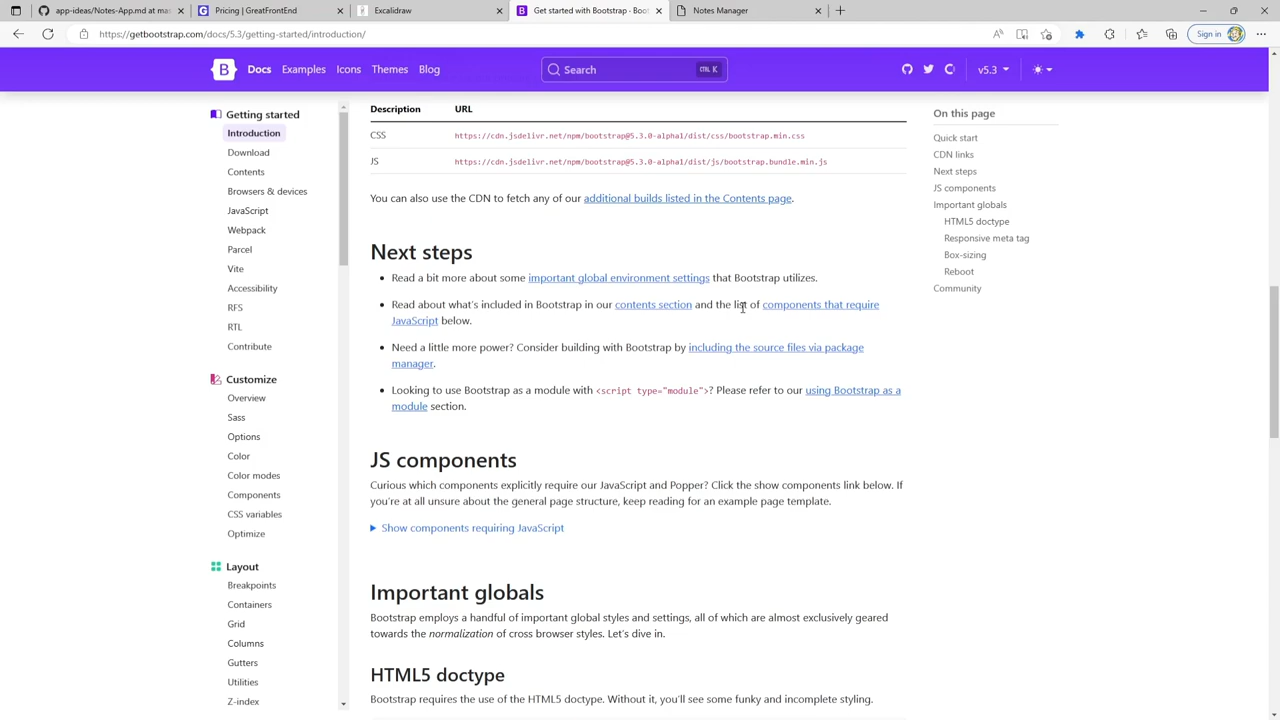 app-ideas/Notes-App.md at mas
Pricing | GreatFrontEnd
Excalidraw
Get started with Bootstrap · Boot
Notes Manager
https://getbootstrap.com/docs/5.3/getting-started/introduction/
Sign in
B
Docs
Examples
Icons
Themes
Blog
Search
CTRL K
v5.3
Getting started
Introduction
Download
Contents
Browsers & devices
JavaScript
Webpack
Parcel
Vite
Accessibility
RFS
RTL
Contribute
Customize
Overview
Sass
Options
Color
Color modes
Components
CSS variables
Optimize
Layout
Breakpoints
Containers
Grid
Columns
Gutters
Utilities
Z-index
Description URL
CSS https://cdn.jsdelivr.net/npm/bootstrap@5.3.0-alpha1/dist/css/bootstrap.min.css
JS https://cdn.jsdelivr.net/npm/bootstrap@5.3.0-alpha1/dist/js/bootstrap.bundle.min.js
You can also use the CDN to fetch any of our additional builds listed in the Contents page.
Next steps
• Read a bit more about some important global environment settings that Bootstrap utilizes.
• Read about what's included in Bootstrap in our contents section and the list of components that require
JavaScript below.
• Need a little more power? Consider building with Bootstrap by including the source files via package
manager.
• Looking to use Bootstrap as a module with <script type="module">? Please refer to our using Bootstrap as a
module section.
JS components
Curious which components explicitly require our JavaScript and Popper? Click the show components link below. If
you're at all unsure about the general page structure, keep reading for an example page template.
Show components requiring JavaScript
Important globals
Bootstrap employs a handful of important global styles and settings, all of which are almost exclusively geared
towards the normalization of cross browser styles. Let's dive in.
HTML5 doctype
Bootstrap requires the use of the HTML5 doctype. Without it, you'll see some funky and incomplete styling.
On this page
Quick start
CDN links
Next steps
JS components
Important globals
HTML5 doctype
Responsive meta tag
Box-sizing
Reboot
Community